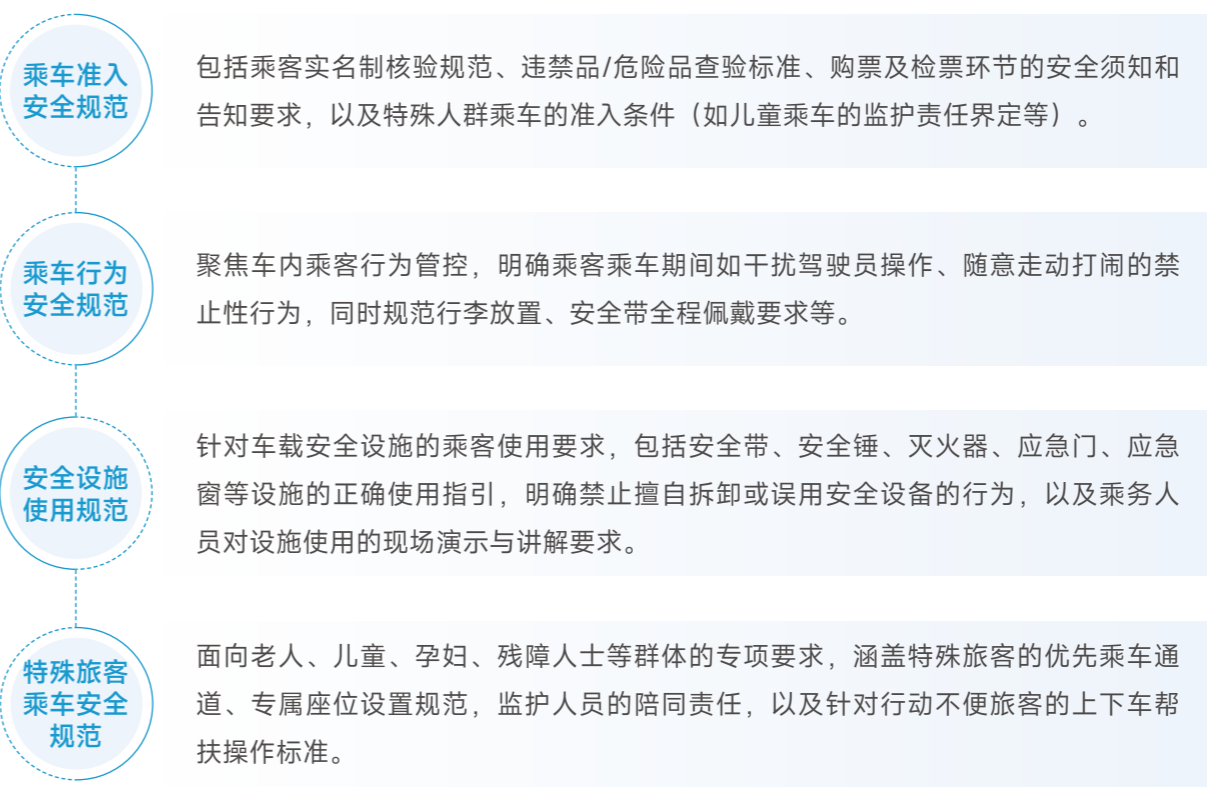 乘车准入
安全规范
包括乘客实名制核验规范、违禁品/危险品查验标准、购票及检票环节的安全须知和
告知要求，以及特殊人群乘车的准入条件（如儿童乘车的监护责任界定等）。
乘车行为
安全规范
聚焦车内乘客行为管控，明确乘客乘车期间如干扰驾驶员操作、随意走动打闹的禁
止性行为，同时规范行李放置、安全带全程佩戴要求等。
安全设施
使用规范
针对车载安全设施的乘客使用要求，包括安全带、安全锤、灭火器、应急门、应急
窗等设施的正确使用指引，明确禁止擅自拆卸或误用安全设备的行为，以及乘务人
员对设施使用的现场演示与讲解要求。
特殊旅客
乘车安全
规范
面向老人、儿童、孕妇、残障人士等群体的专项要求，涵盖特殊旅客的优先乘车通
道、专属座位设置规范，监护人员的陪同责任，以及针对行动不便旅客的上下车帮
扶操作标准。